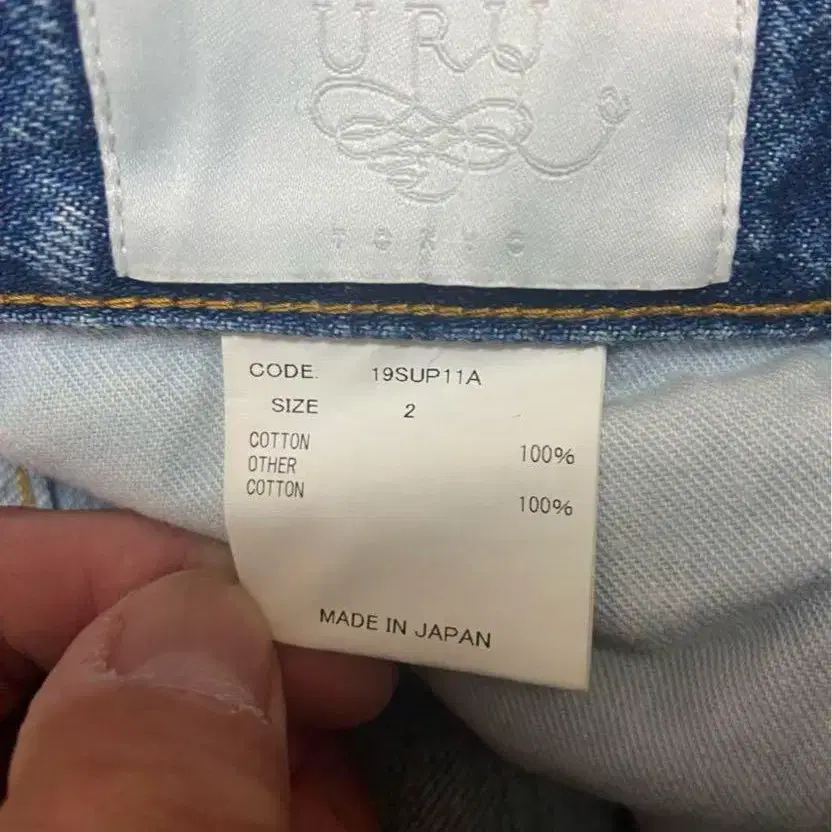 URU
TOKYO
CODE. 19SUP11A
SIZE 2
COTTON 100%
OTHER
COTTON 100%
MADE IN JAPAN